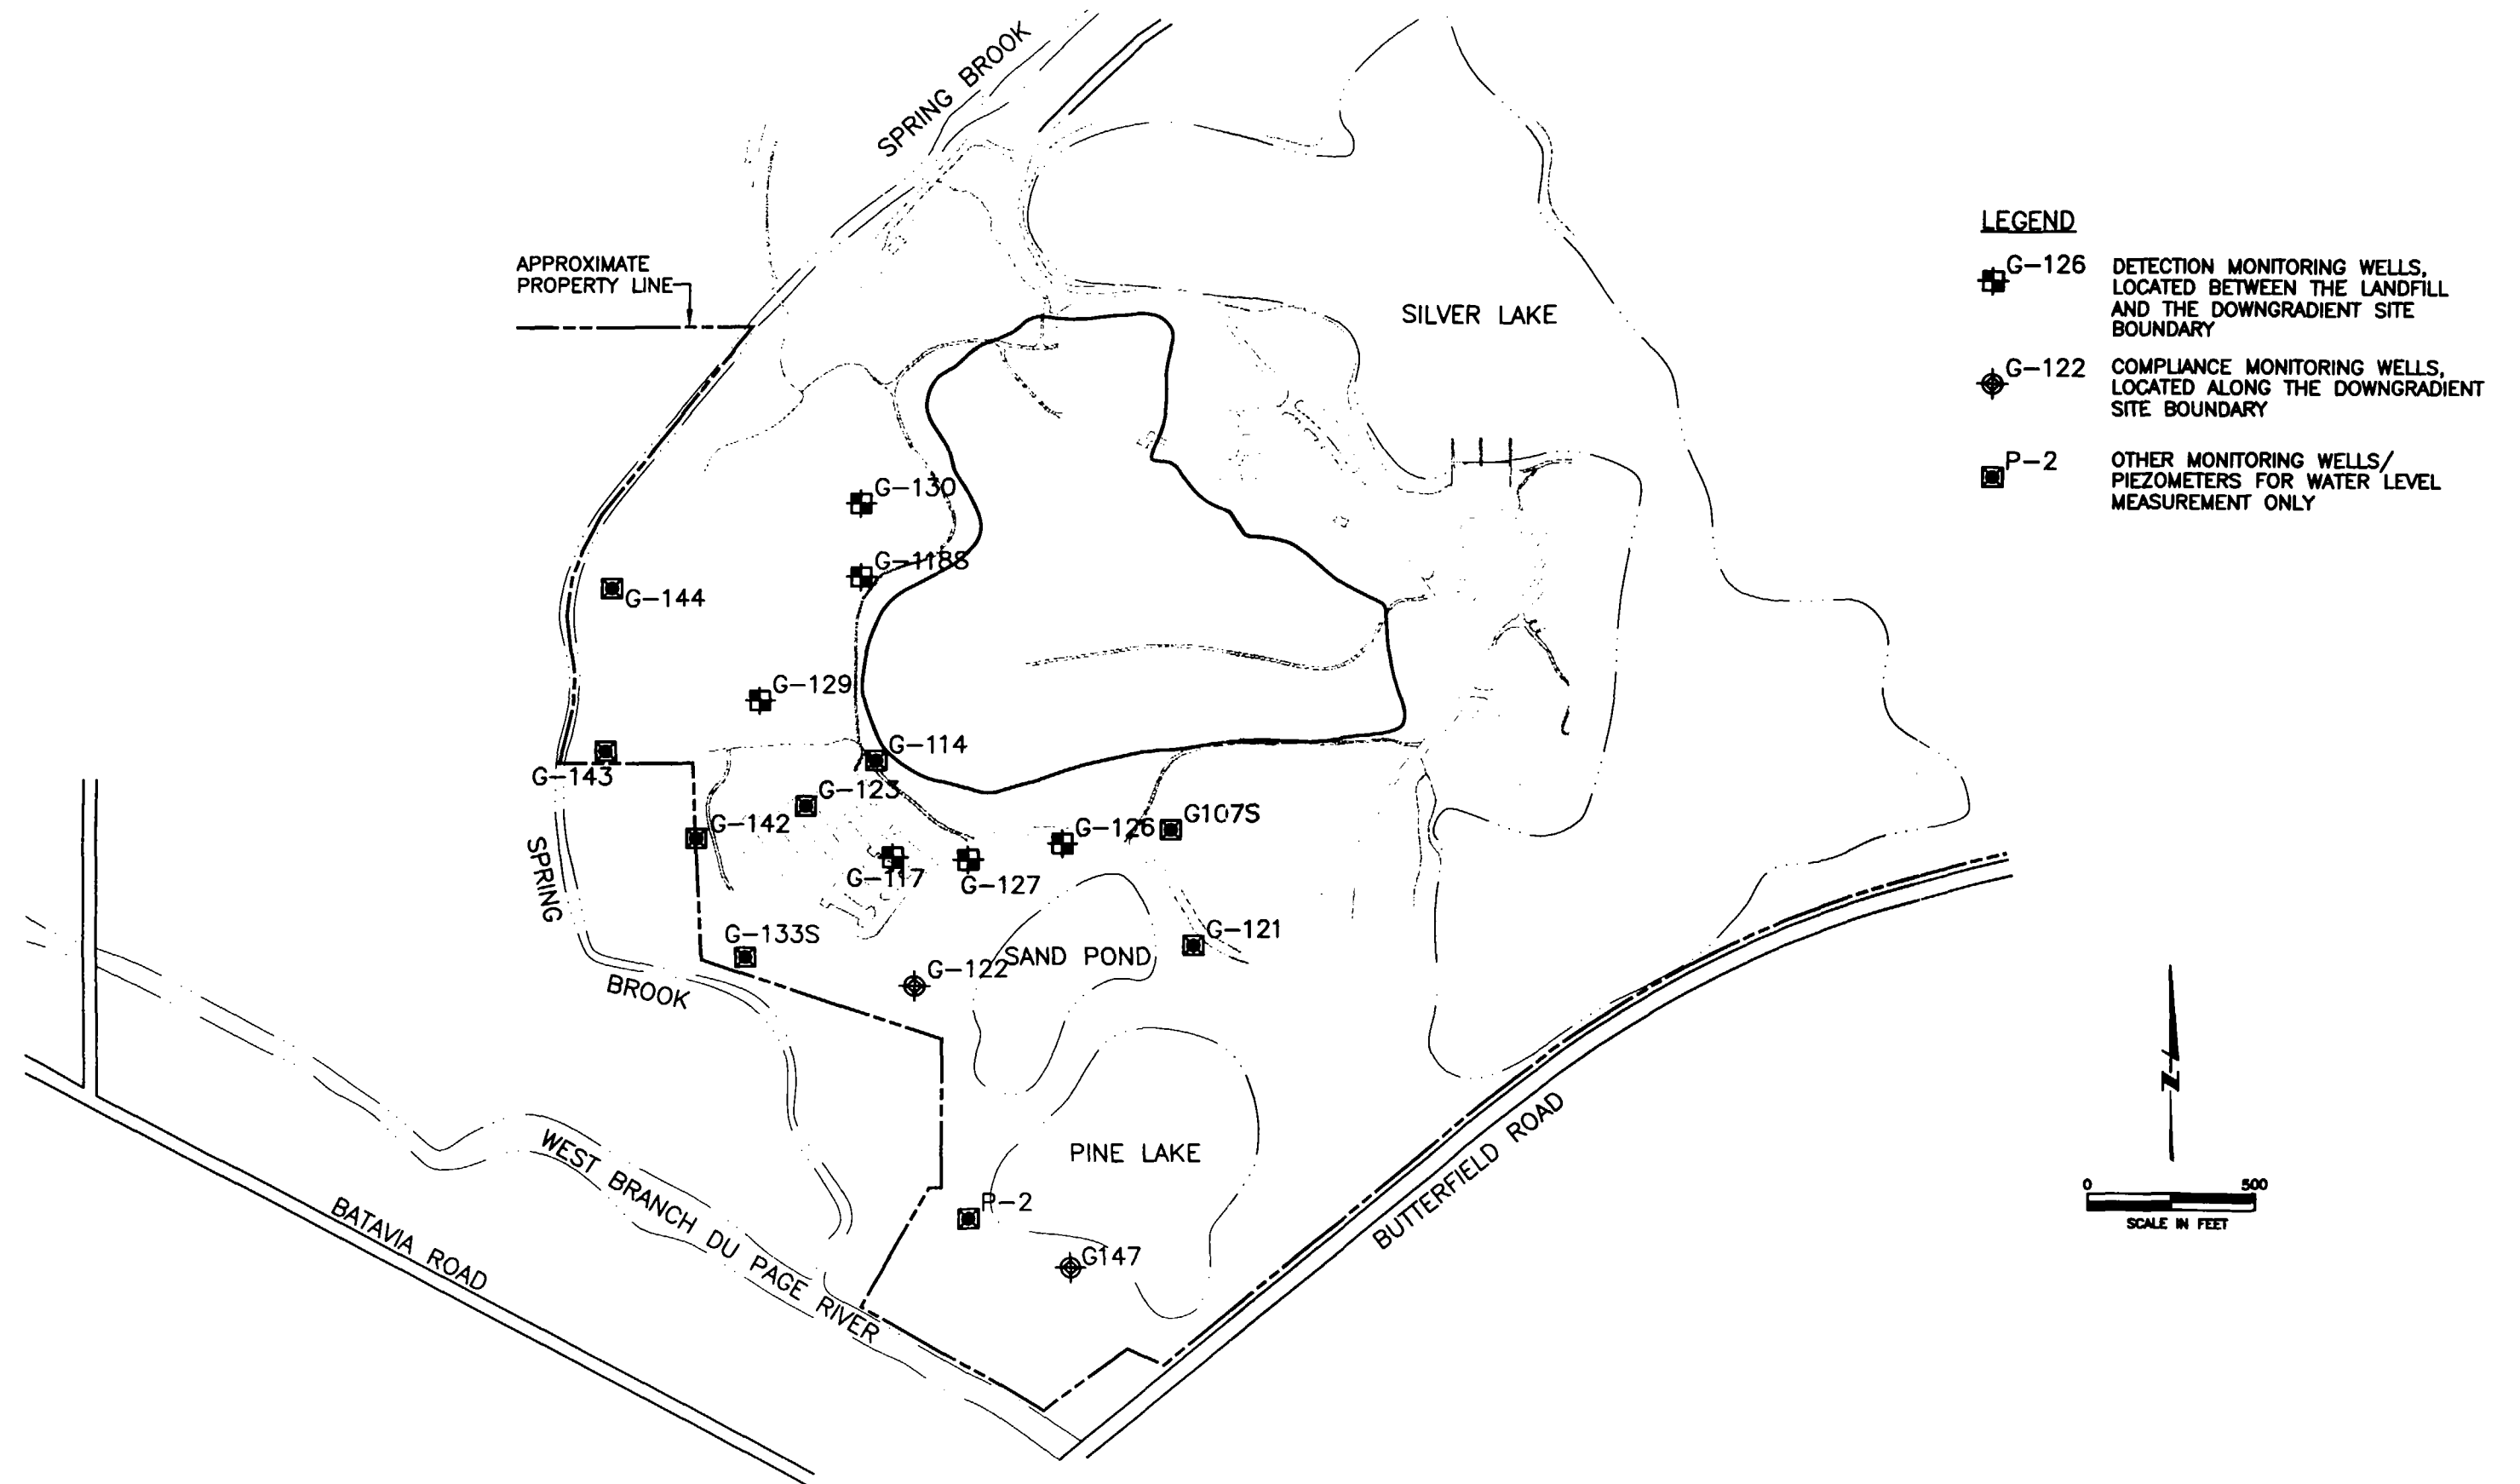 SPRING BROOK
APPROXIMATE
PROPERTY LINE
SILVER LAKE
LEGEND
G-126
DETECTION MONITORING WELLS,
LOCATED BETWEEN THE LANDFILL
AND THE DOWNGRADIENT SITE
BOUNDARY
G-122
COMPLIANCE MONITORING WELLS,
LOCATED ALONG THE DOWNGRADIENT
SITE BOUNDARY
P-2
OTHER MONITORING WELLS/
PIEZOMETERS FOR WATER LEVEL
MEASUREMENT ONLY
G-130
G-118S
G-144
G-129
G-114
G-143
G-123
G-142
G-126
G107S
G-117
G-127
SPRING
G-133S
G-121
SAND POND
G-122
BROOK
PINE LAKE
WEST BRANCH DU PAGE RIVER
BATAVIA ROAD
P-2
G147
BUTTERFIELD ROAD
N
0 500
SCALE IN FEET